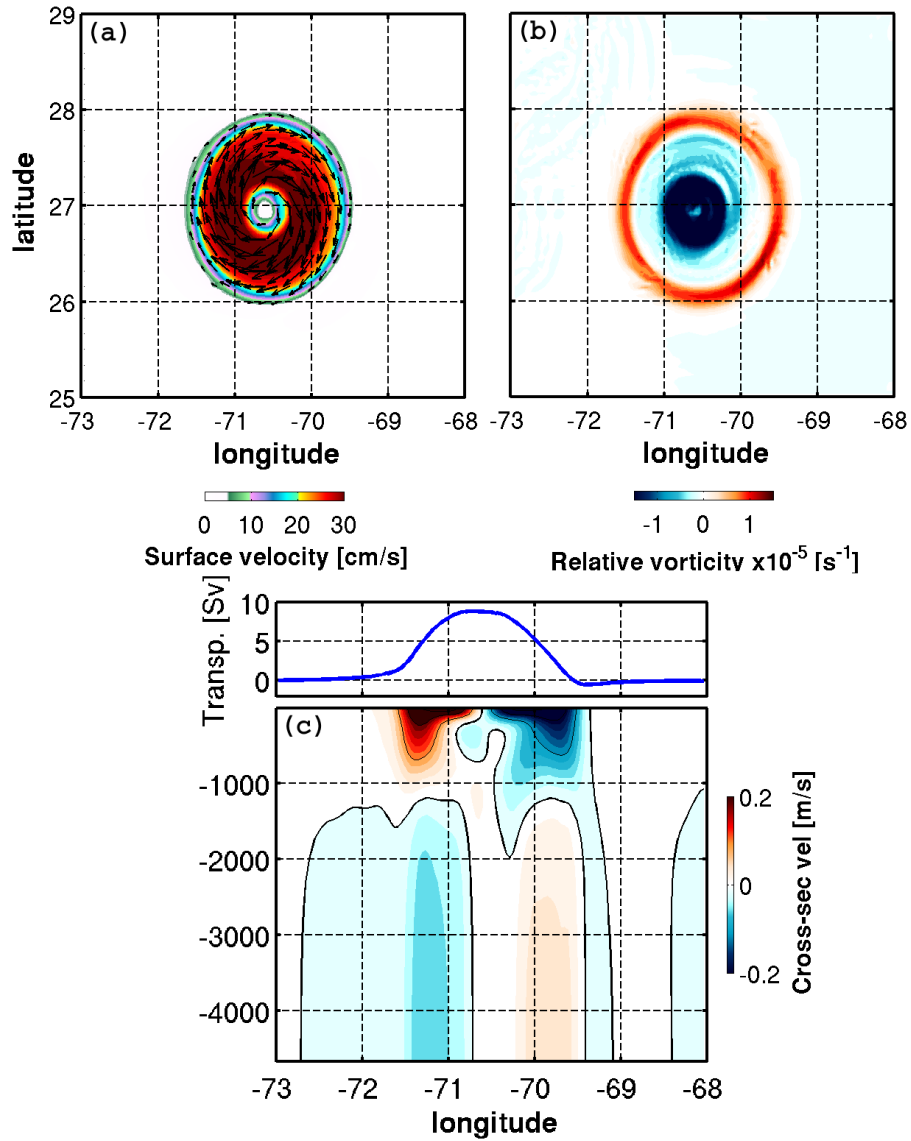 (a)
29
28
27
26
25
latitude
-73 -72 -71 -70 -69 -68
longitude
0 10 20 30
Surface velocity [cm/s]
(b)
-73 -72 -71 -70 -69 -68
longitude
-1 0 1
Relative vorticity x10⁻⁵ [s⁻¹]
Transp. [Sv]
10
5
0
(c)
-1000
-2000
-3000
-4000
-73 -72 -71 -70 -69 -68
longitude
0.2
0
-0.2
Cross-sec vel [m/s]